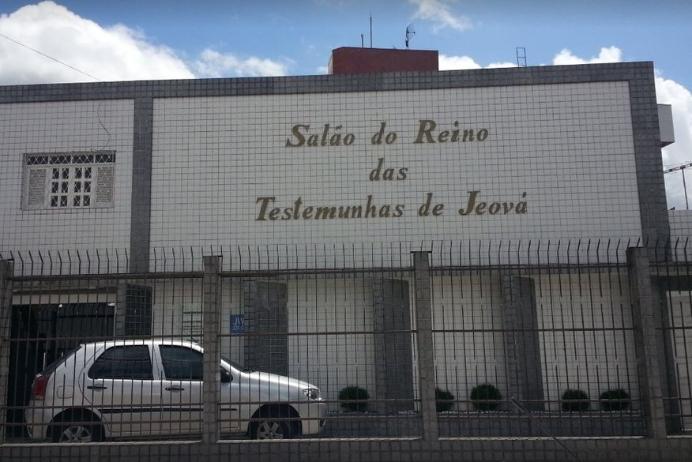 Salão do Reino
das
Testemunhas de Jeová